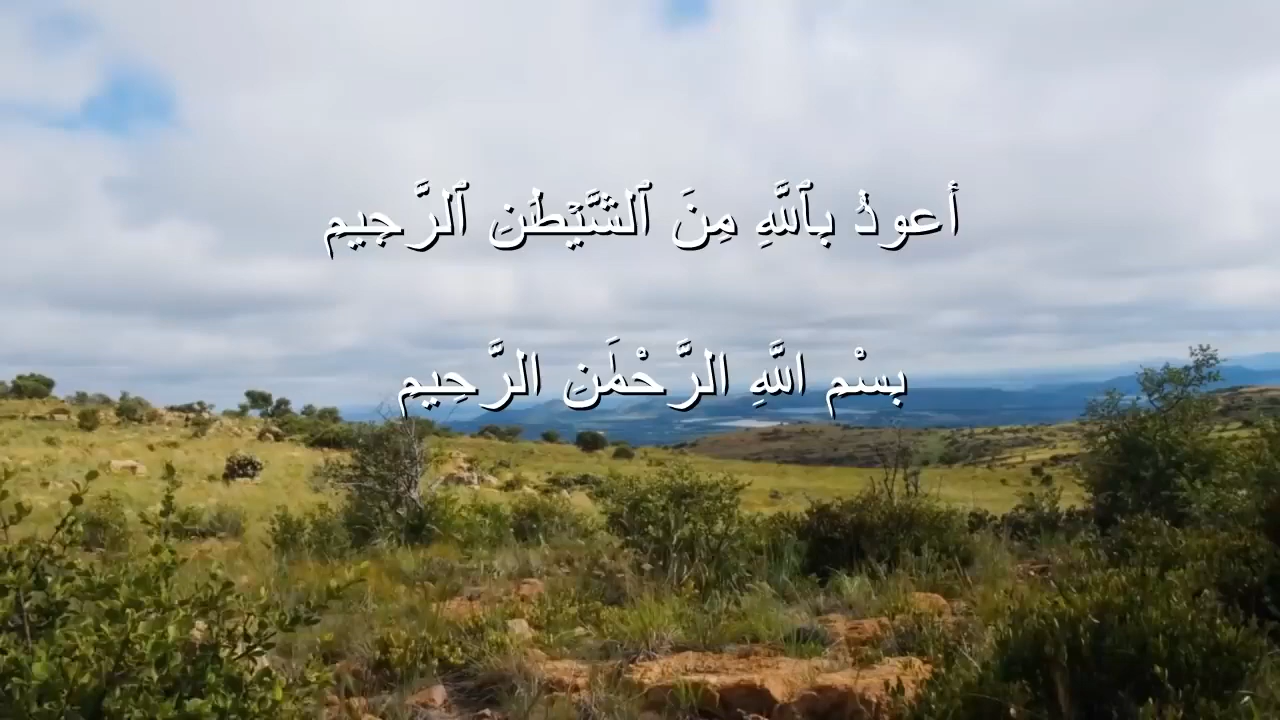 أعوذُ بِٱللَّهِ مِنَ ٱلشَّيْطَٰنِ ٱلرَّجِيمِ
بِسْمِ اللَّهِ الرَّحْمَٰنِ الرَّحِيمِ